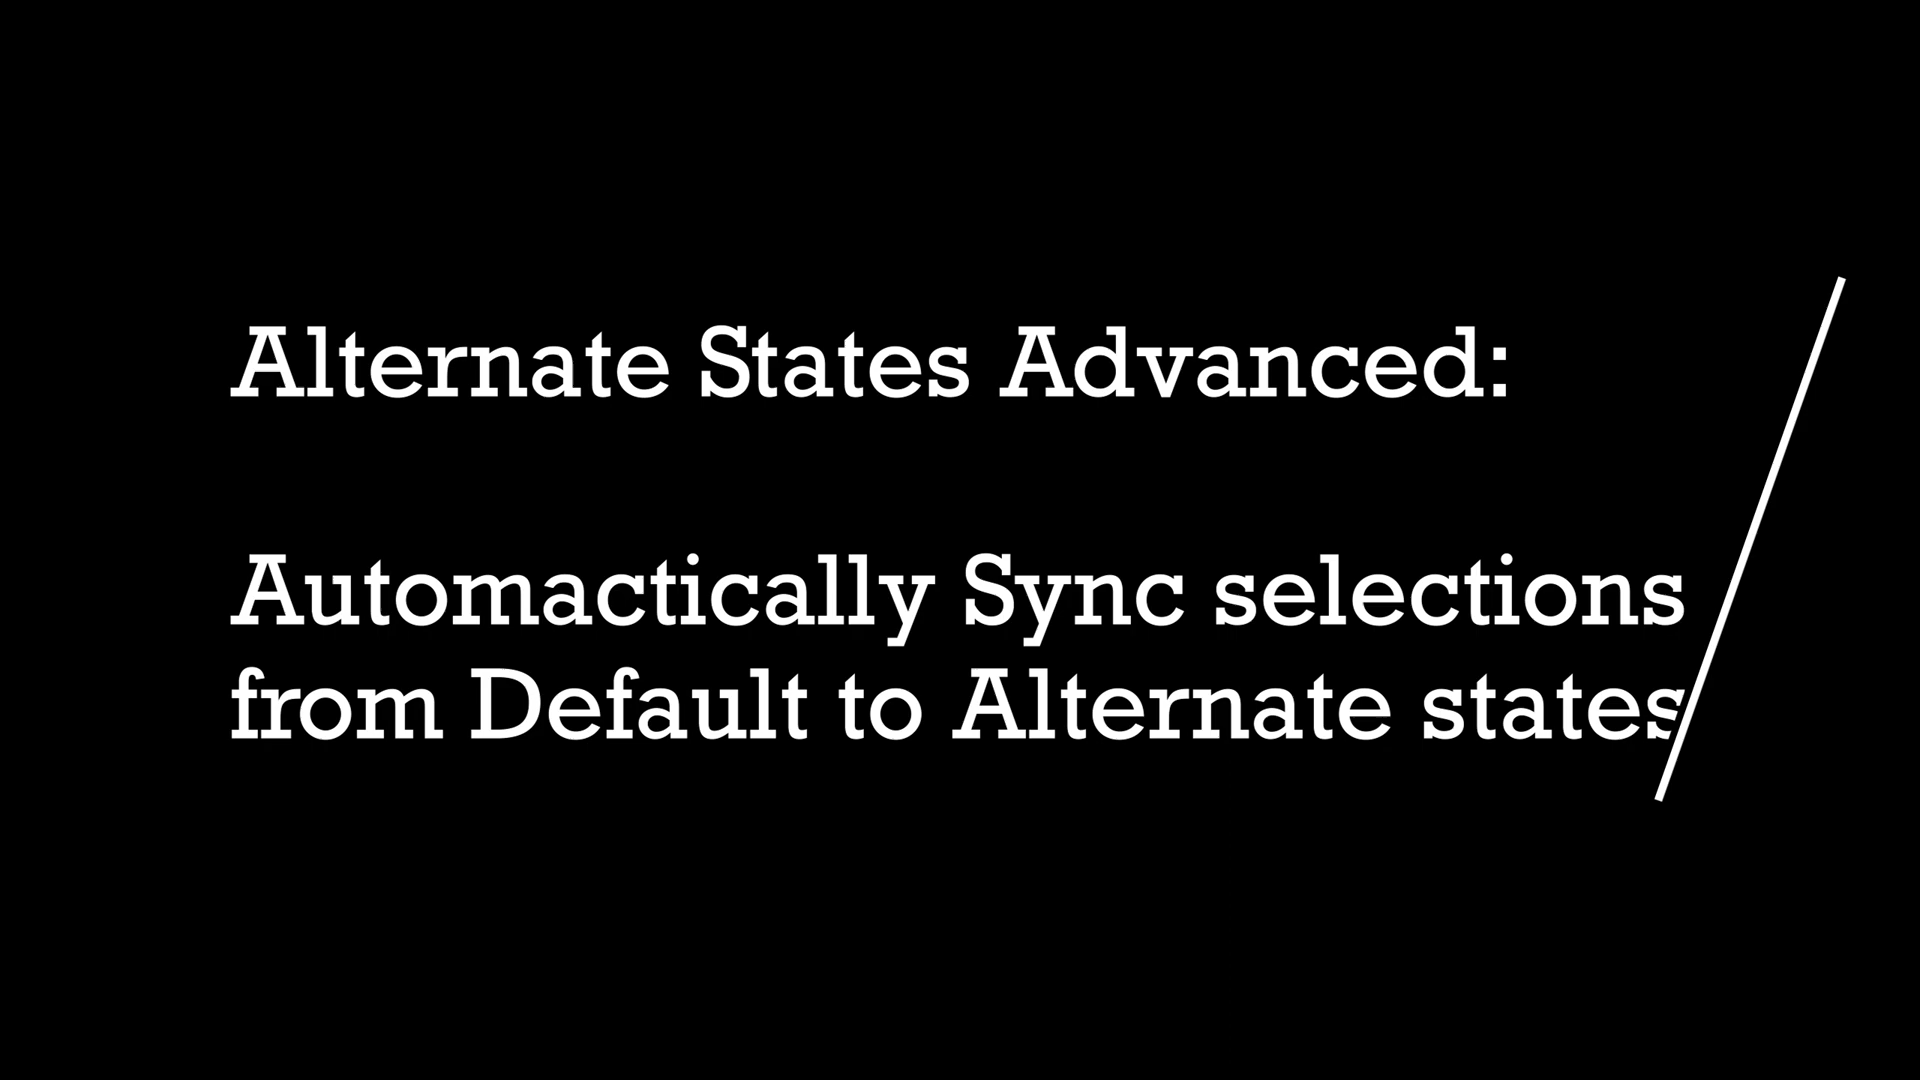 Alternate States Advanced:
Automactically Sync selections
from Default to Alternate states